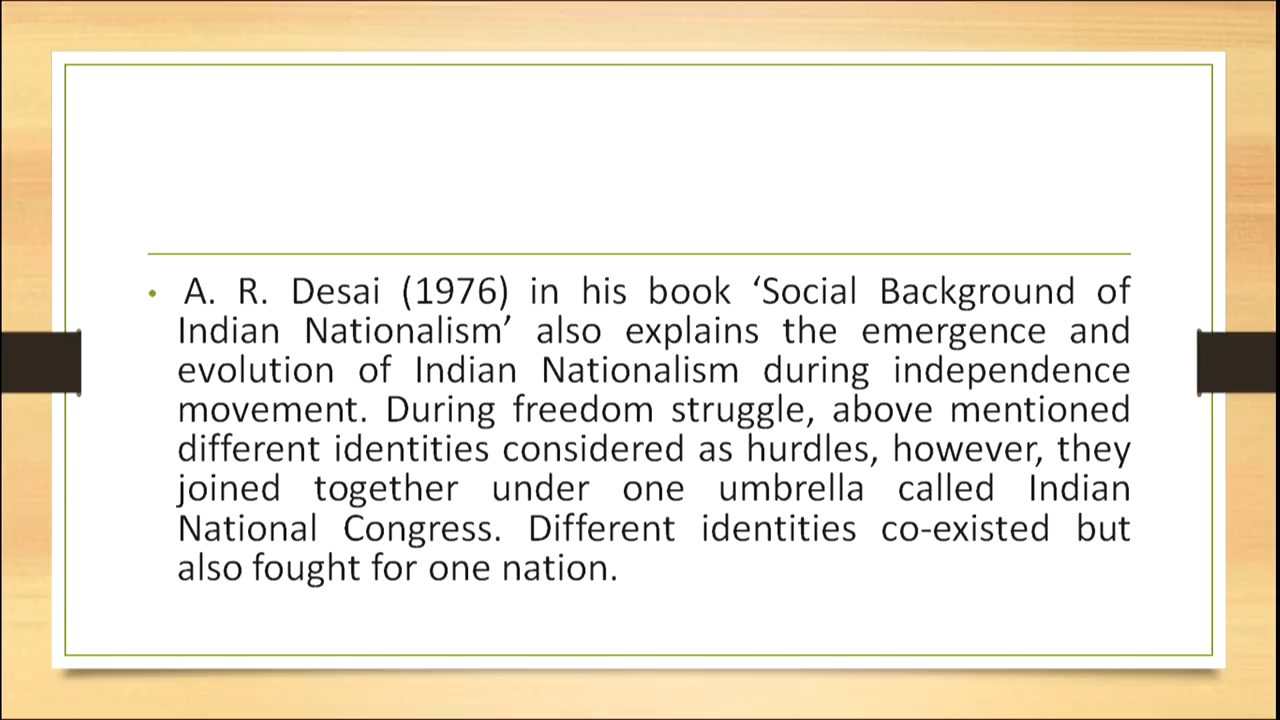 • A. R. Desai (1976) in his book ‘Social Background of
Indian Nationalism’ also explains the emergence and
evolution of Indian Nationalism during independence
movement. During freedom struggle, above mentioned
different identities considered as hurdles, however, they
joined together under one umbrella called Indian
National Congress. Different identities co-existed but
also fought for one nation.